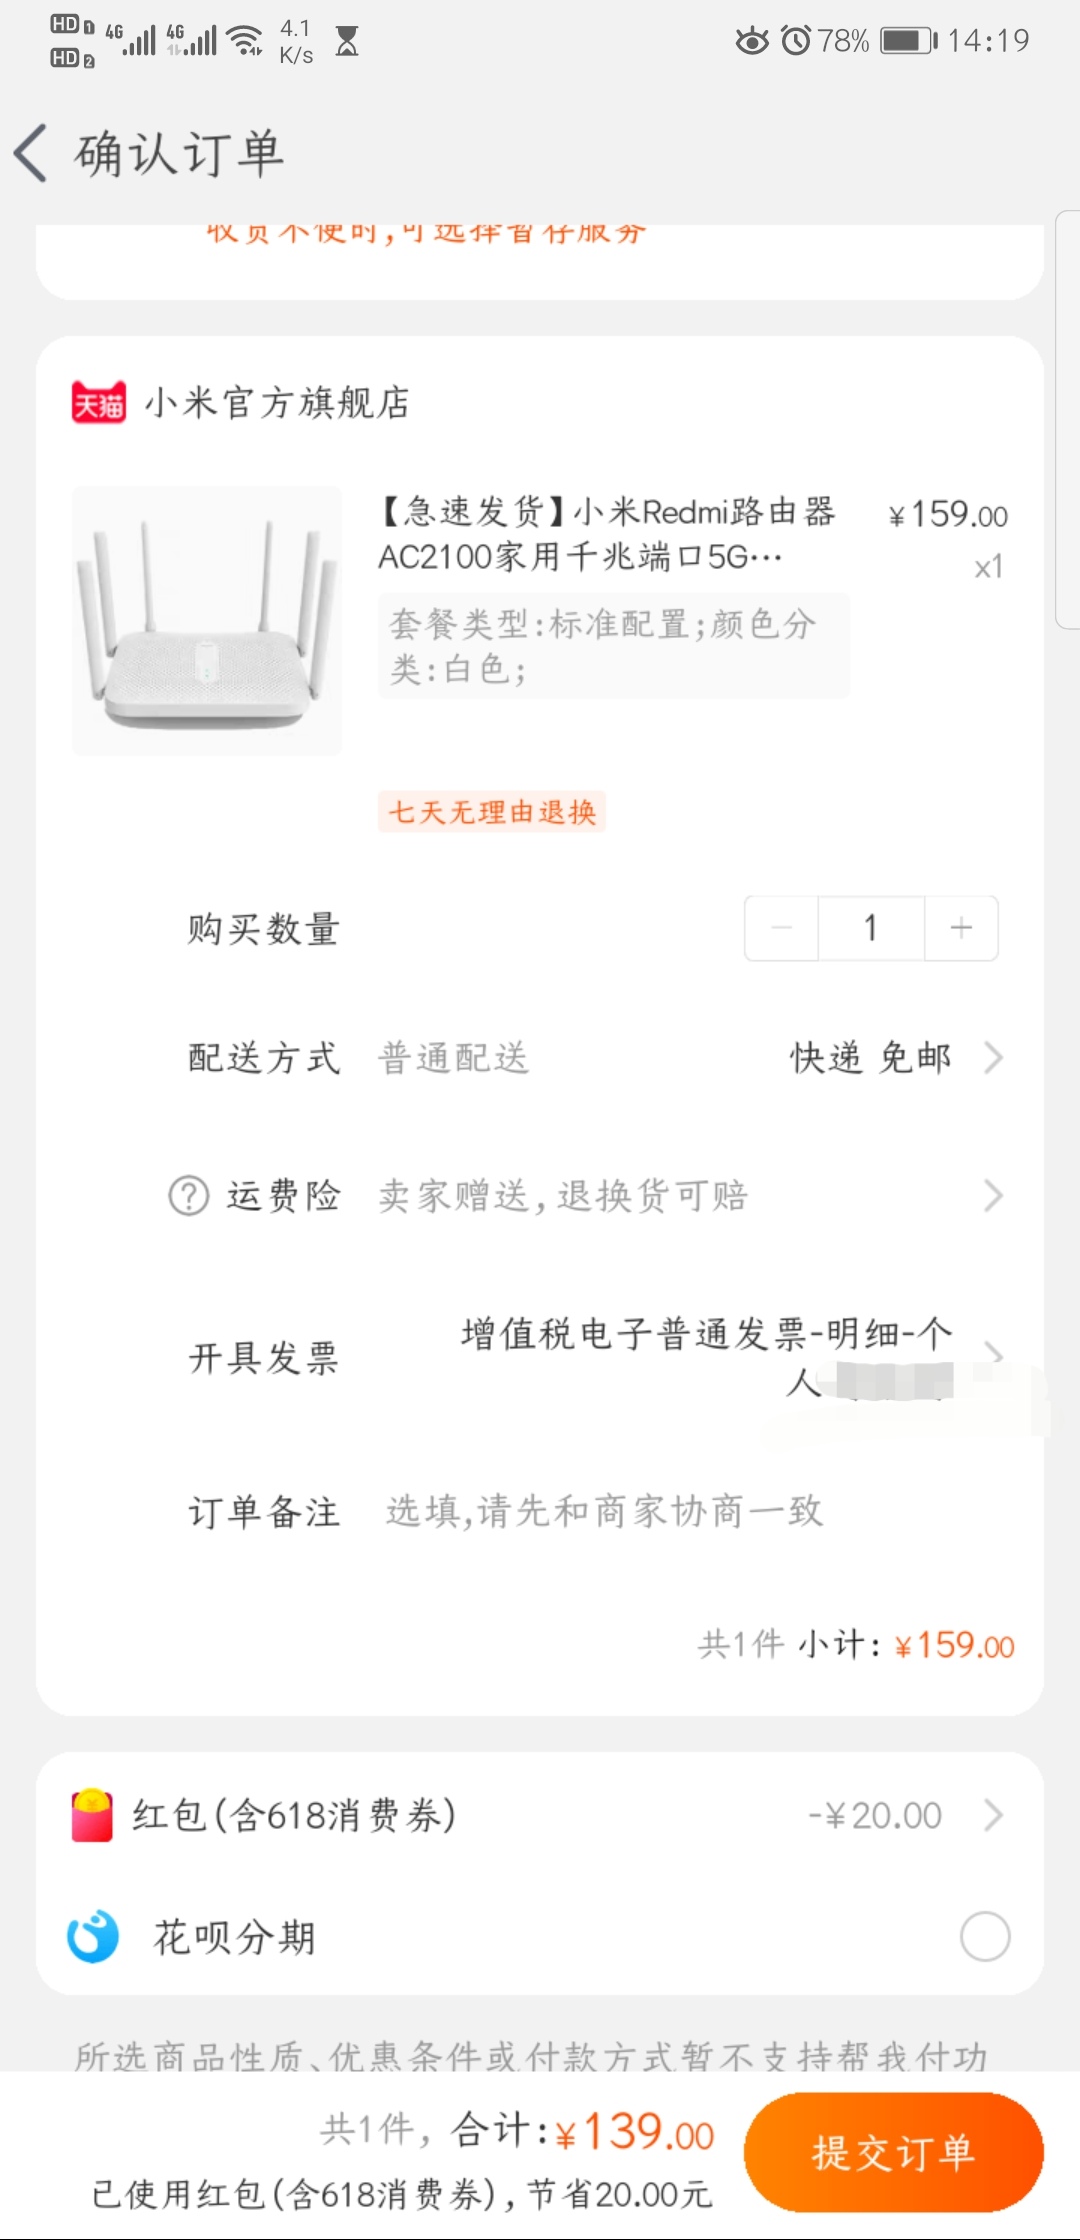 HD 1 4G 4G 4.1 K/s 78% 14:19
HD 2
确认订单
收货不便时,可选择暂存服务
天猫 小米官方旗舰店
【急速发货】小米Redmi路由器 ¥159.00
AC2100家用千兆端口5G··· x1
套餐类型:标准配置;颜色分
类:白色;
七天无理由退换
购买数量 — 1 +
配送方式 普通配送 快递 免邮
? 运费险 卖家赠送,退换货可赔
开具发票 增值税电子普通发票-明细-个
人
订单备注 选填,请先和商家协商一致
共1件 小计: ¥159.00
红包(含618消费券) -¥20.00
花呗分期
所选商品性质、优惠条件或付款方式暂不支持帮我付功
共1件, 合计:¥139.00
已使用红包(含618消费券),节省20.00元
提交订单